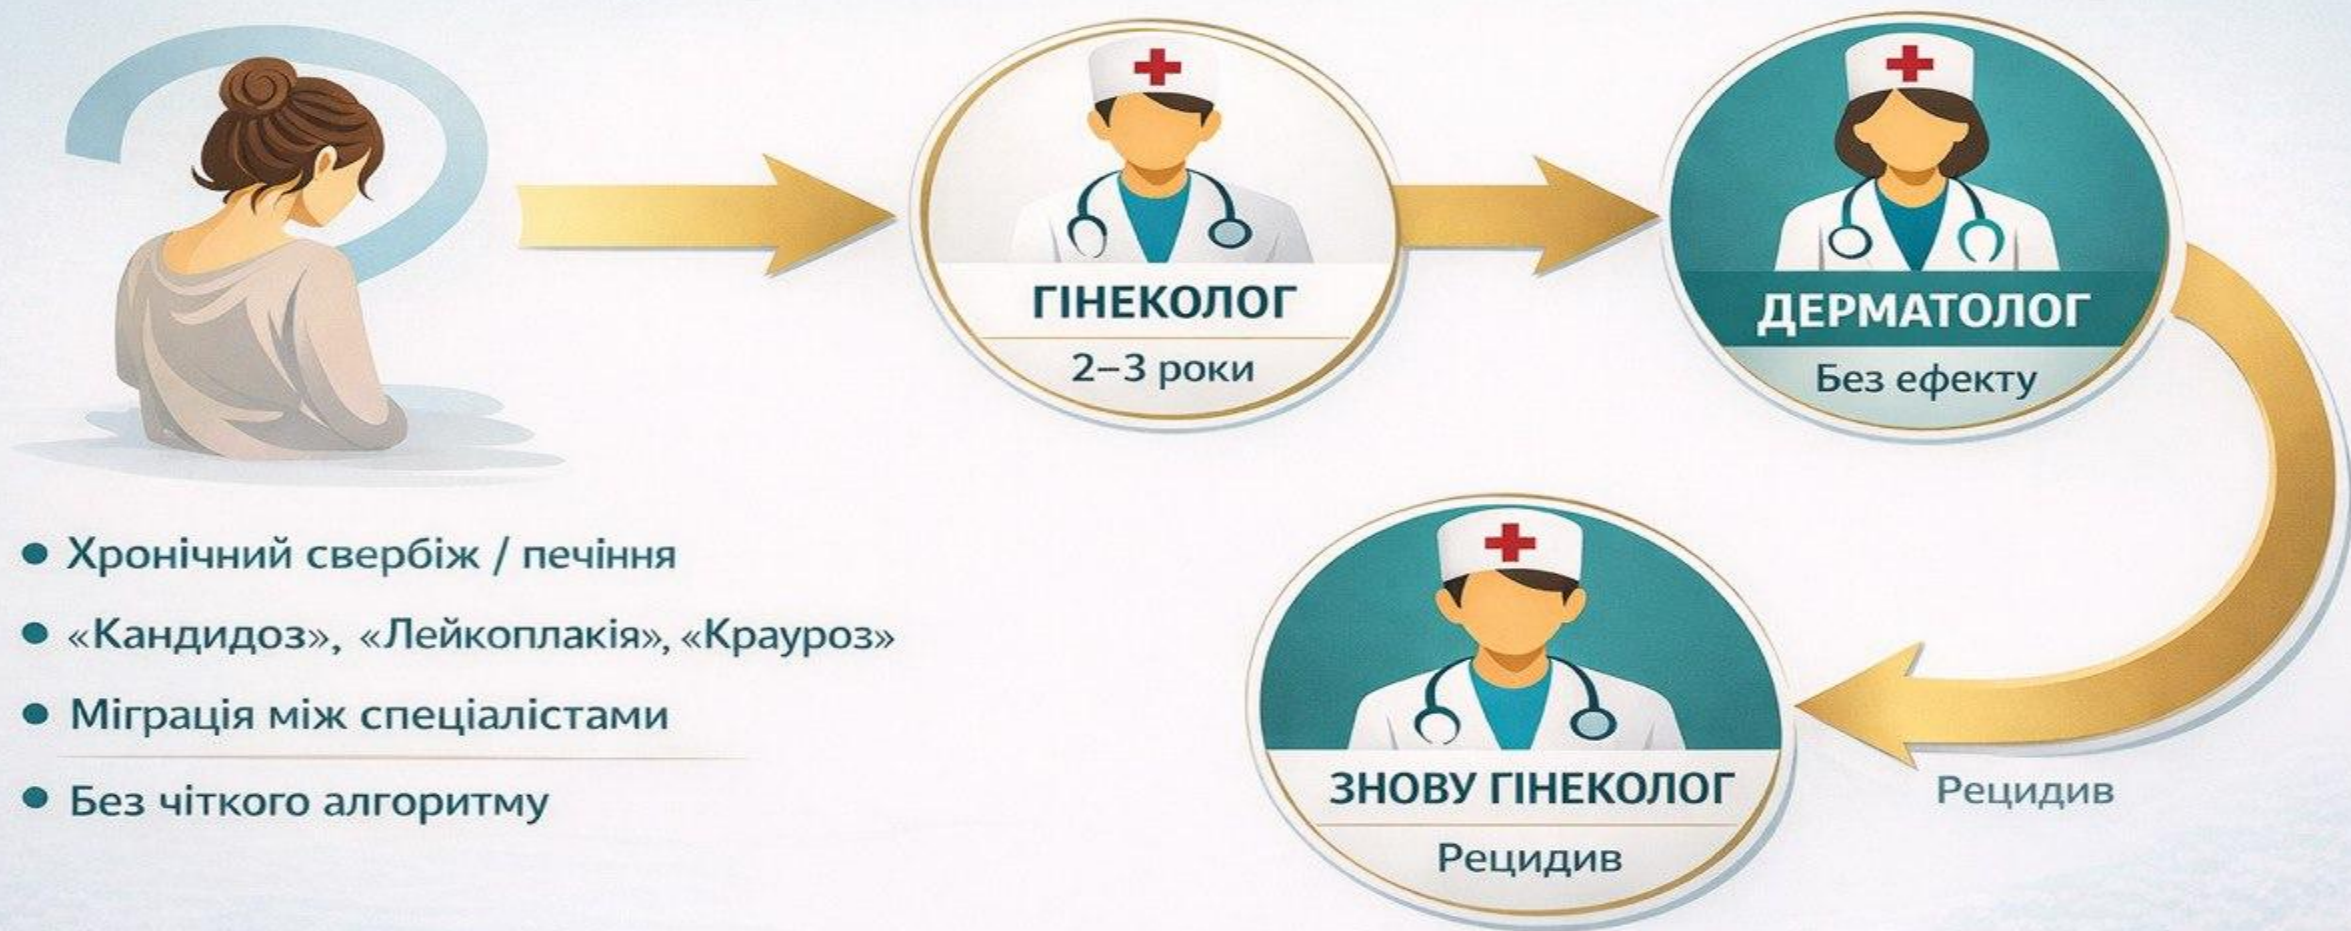 ГІНЕКОЛОГ
2–3 роки
ДЕРМАТОЛОГ
Без ефекту
• Хронічний свербіж / печіння
• «Кандидоз», «Лейкоплакія», «Крауроз»
• Міграція між спеціалістами
• Без чіткого алгоритму
ЗНОВУ ГІНЕКОЛОГ
Рецидив
Рецидив